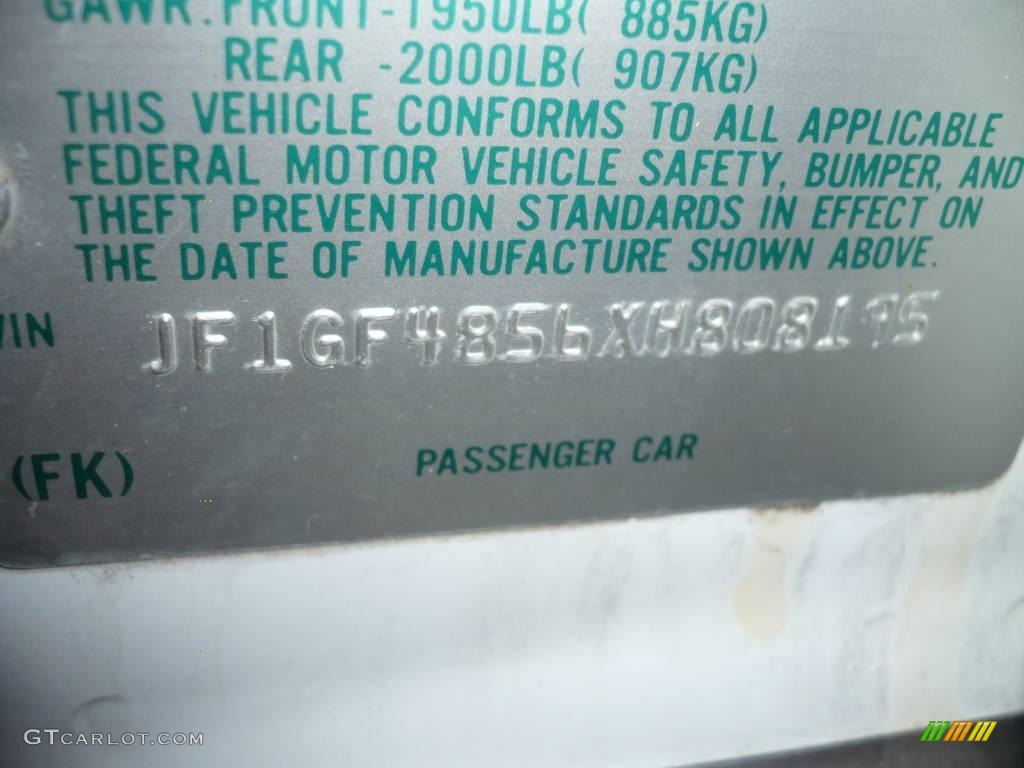 GAWR:FRONT-1950LB( 885KG)
REAR -2000LB( 907KG)
THIS VEHICLE CONFORMS TO ALL APPLICABLE
FEDERAL MOTOR VEHICLE SAFETY, BUMPER, AND
THEFT PREVENTION STANDARDS IN EFFECT ON
THE DATE OF MANUFACTURE SHOWN ABOVE.
VIN JF1GF4856XH808195
(FK) PASSENGER CAR
GTCARLOT.COM